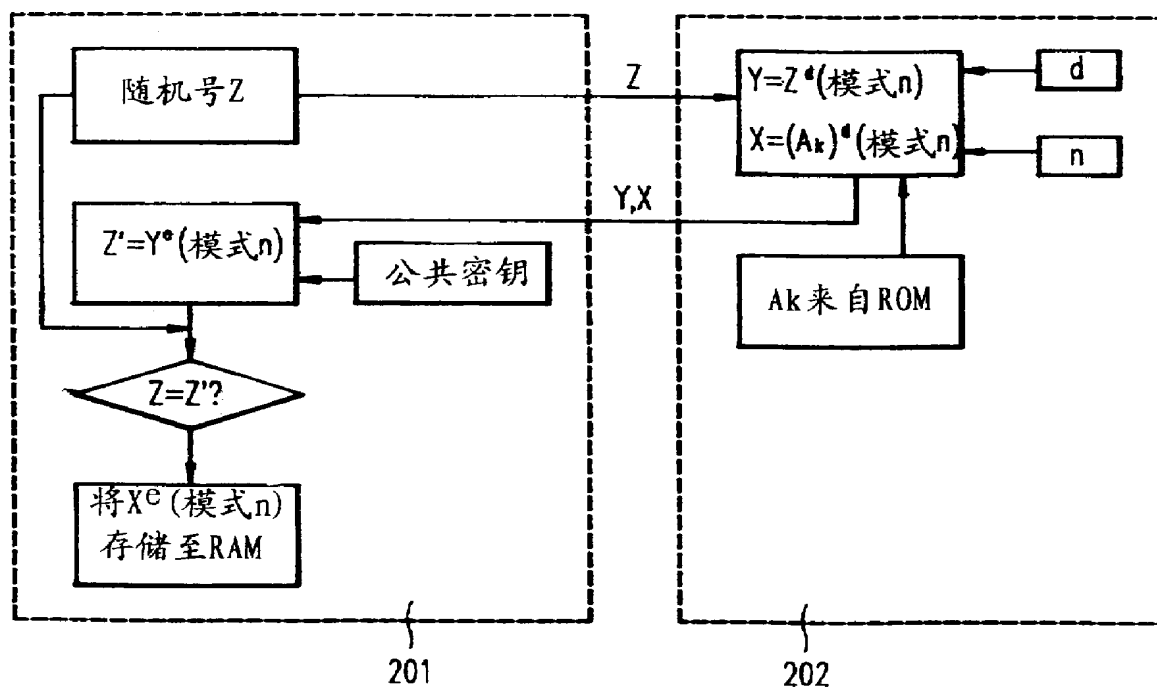 随机号Z
Z
Y=Z^d(模式n)
X=(Ak)^d(模式n)
d
n
Y,X
Z'=Y^e(模式n)
公共密钥
Ak来自ROM
Z=Z'?
将X^e(模式n)
存储至RAM
201
202